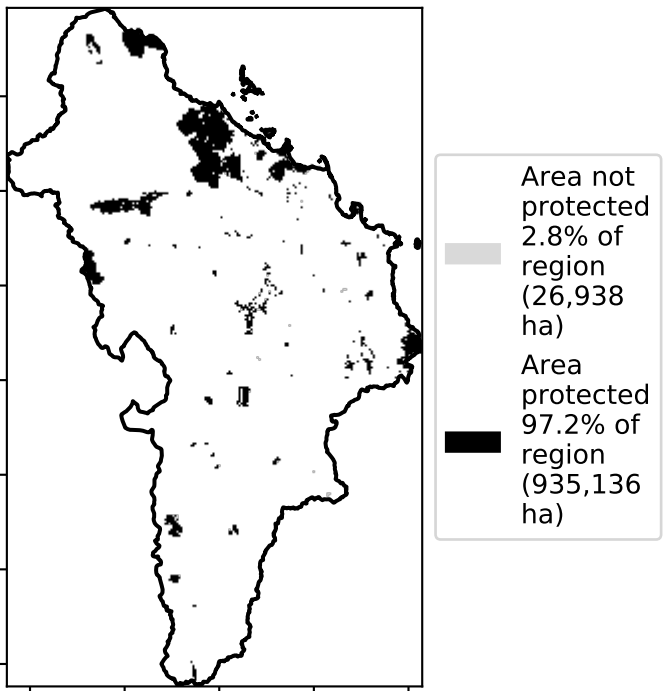 Area not
protected
2.8% of
region
(26,938
ha)
Area
protected
97.2% of
region
(935,136
ha)